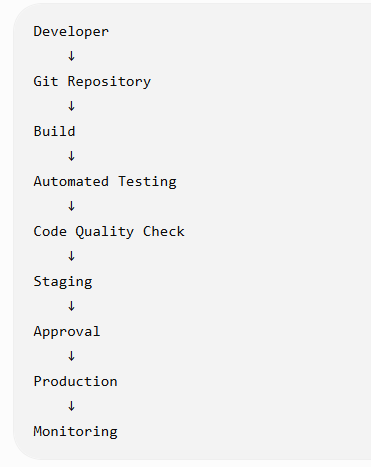 Developer
↓
Git Repository
↓
Build
↓
Automated Testing
↓
Code Quality Check
↓
Staging
↓
Approval
↓
Production
↓
Monitoring